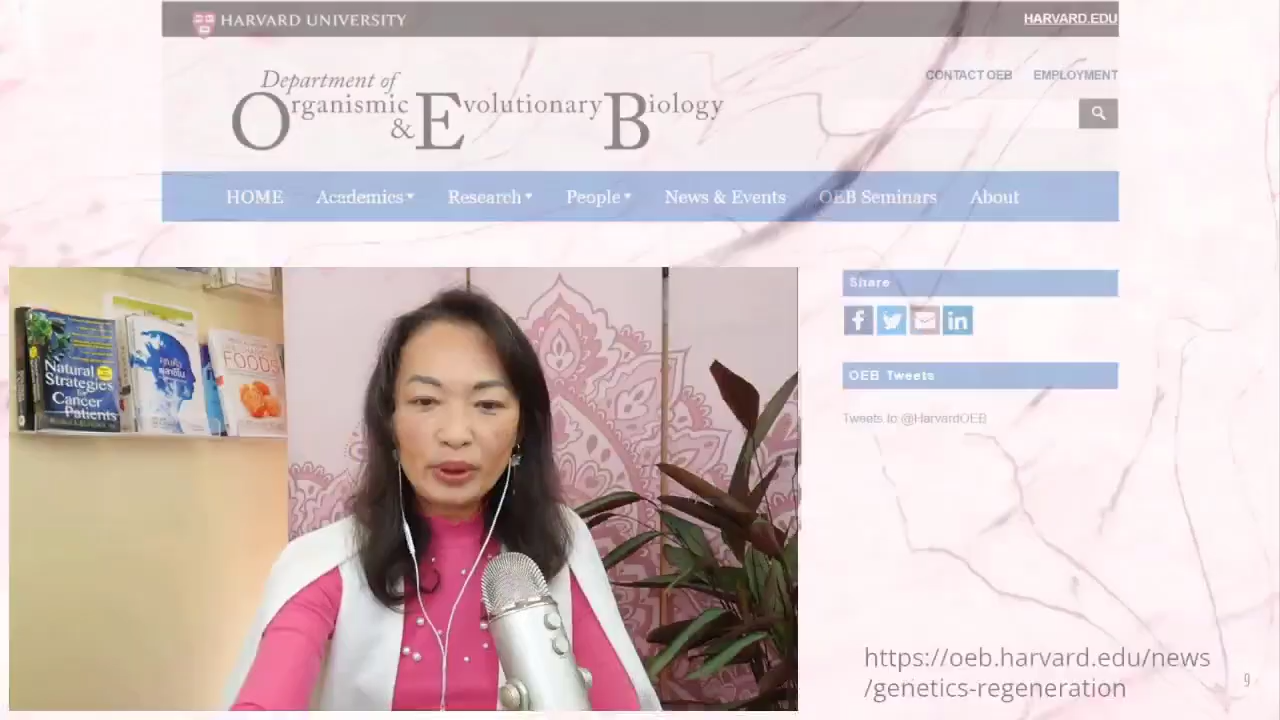 HARVARD UNIVERSITY
HARVARD.EDU
Department of
Organismic
& Evolutionary Biology
CONTACT OEB EMPLOYMENT
HOME Academics Research People News & Events OEB Seminars About
Share
OEB Tweets
Tweets to @HarvardOEB
Natural
Strategies
for
Cancer
Patients
FOODS
https://oeb.harvard.edu/news
/genetics-regeneration
9